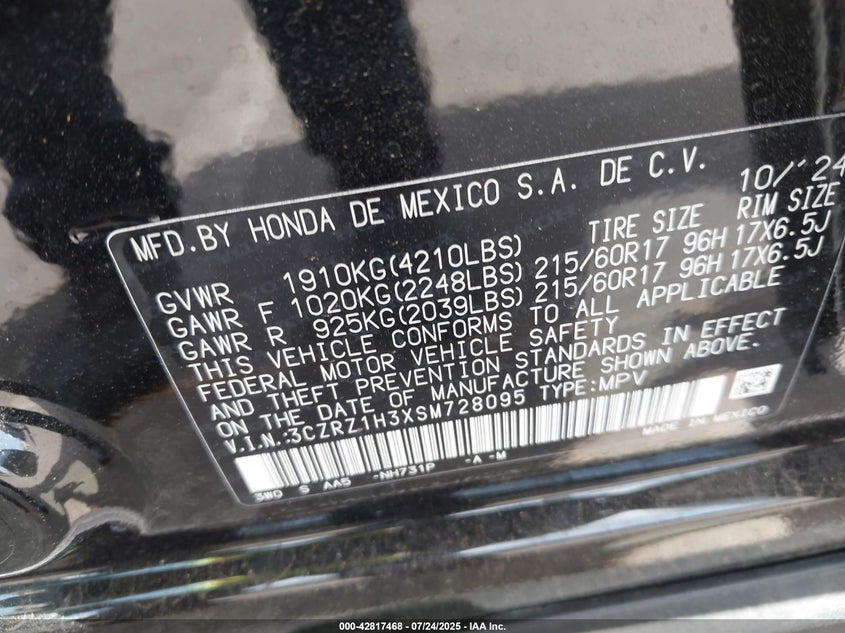 MFD.BY HONDA DE MEXICO S.A. DE C.V. 10/'24
TIRE SIZE RIM SIZE
GVWR 1910KG(4210LBS)
GAWR F 1020KG(2248LBS) 215/60R17 96H 17X6.5J
GAWR R 925KG(2039LBS) 215/60R17 96H 17X6.5J
THIS VEHICLE CONFORMS TO ALL APPLICABLE
FEDERAL MOTOR VEHICLE SAFETY
AND THEFT PREVENTION STANDARDS IN EFFECT
ON THE DATE OF MANUFACTURE SHOWN ABOVE.
V.I.N.:3CZRZ1H3XSM728095 TYPE:MPV
MADE IN MEXICO
3W0 S AA5 -NH731P -A -M
000-42817468 - 07/24/2025 - IAA Inc.